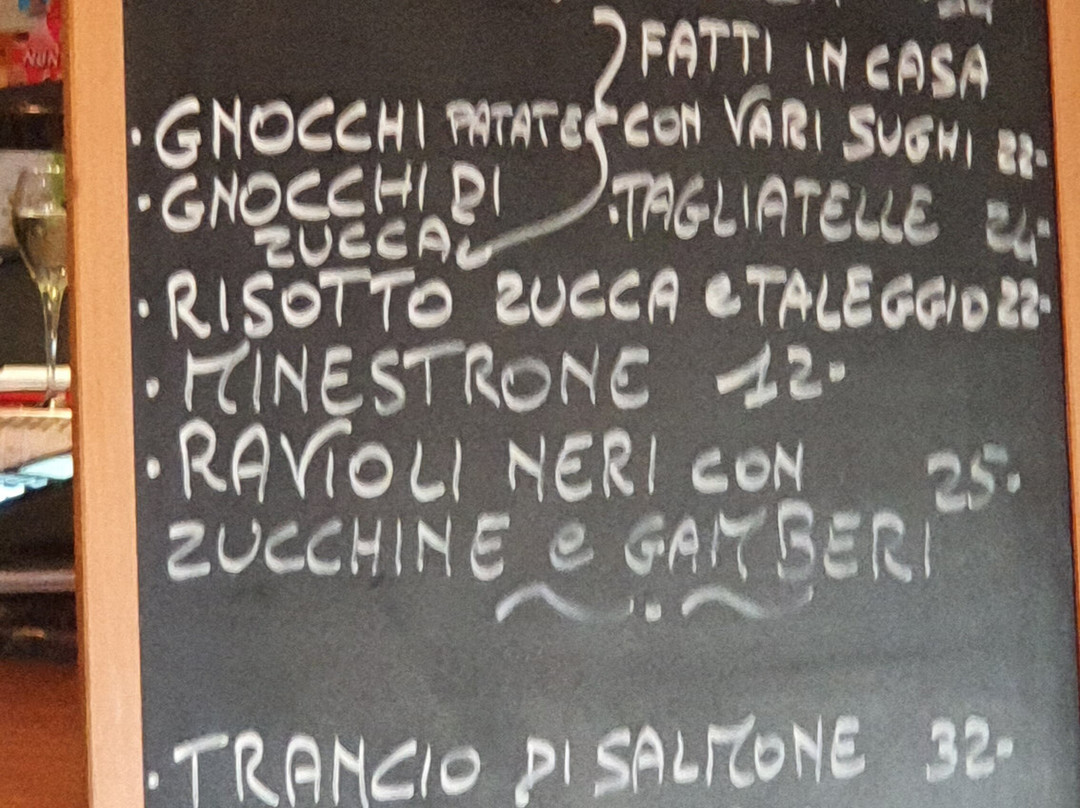 NUN
FATTI IN CASA
• GNOCCHI PATATE CON VARI SUGHI 22.-
• GNOCCHI DI • TAGLIATELLE 24.-
ZUCCA
• RISOTTO ZUCCA e TALEGGIO 22.-
• MINESTRONE 12.-
• RAVIOLI NERI CON 25.-
ZUCCHINE e GAMBERI
• TRANCIO DI SALMONE 32.-